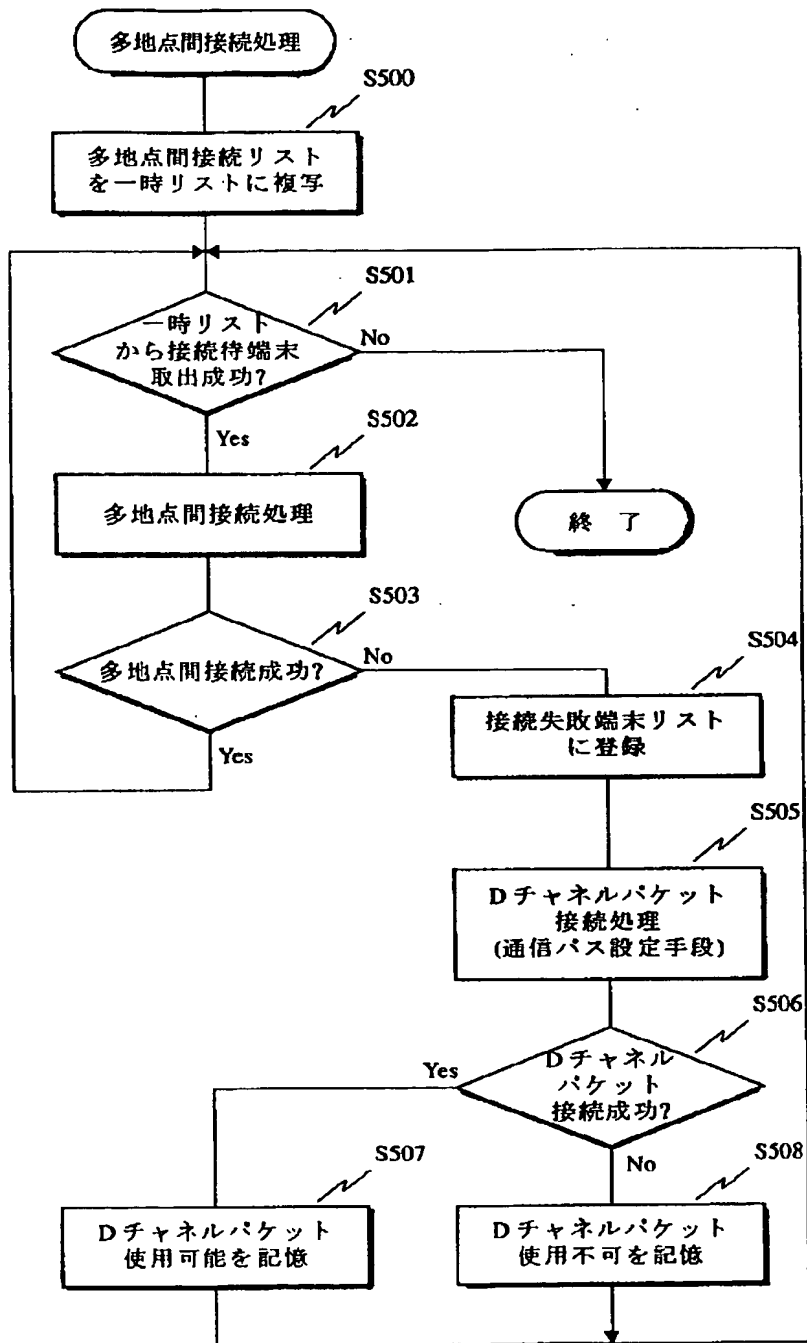 多地点間接続処理
S500
多地点間接続リスト
を一時リストに複写
S501
一時リスト
から接続待端末
取出成功?
No
Yes
S502
多地点間接続処理
終 了
S503
多地点間接続成功?
No
Yes
S504
接続失敗端末リスト
に登録
S505
Dチャネルパケット
接続処理
(通信パス設定手段)
S506
Dチャネル
パケット
接続成功?
Yes
No
S507
Dチャネルパケット
使用可能を記憶
S508
Dチャネルパケット
使用不可を記憶